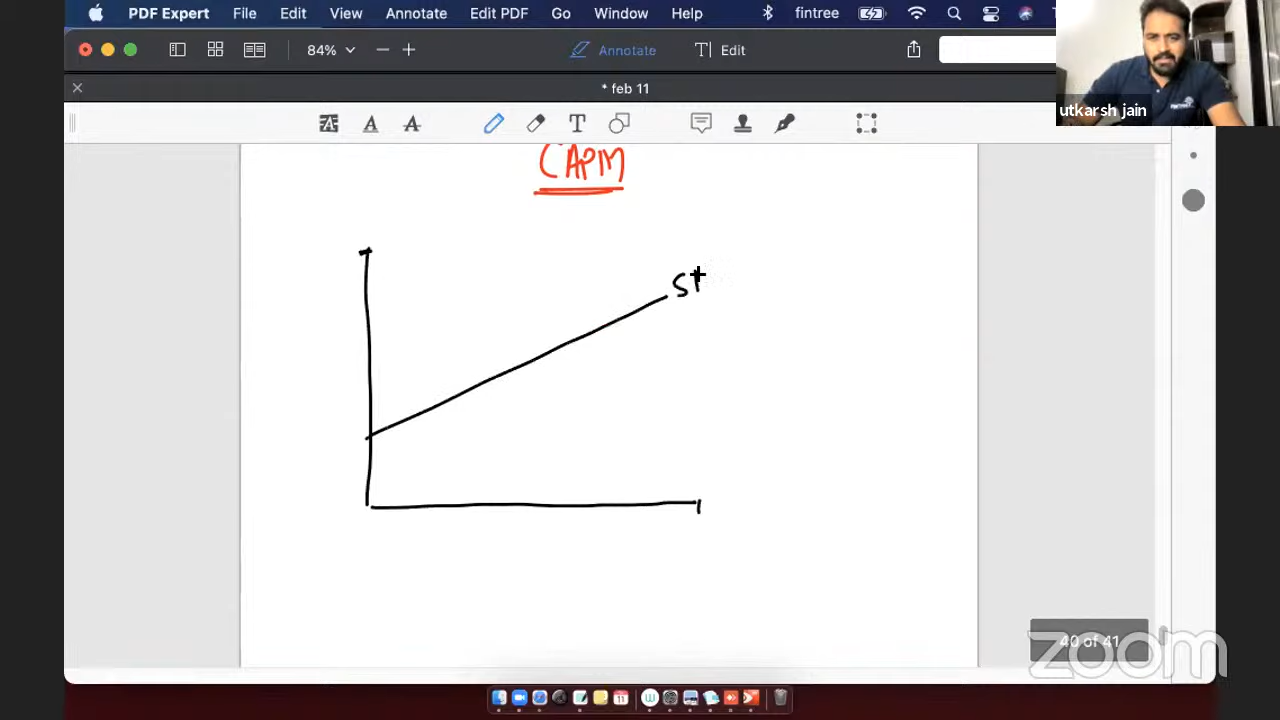 PDF Expert File Edit View Annotate Edit PDF Go Window Help fintree
84% Annotate T Edit
* feb 11
A A A T
utkarsh jain
CAPM
S
40 of 41
zoom
11